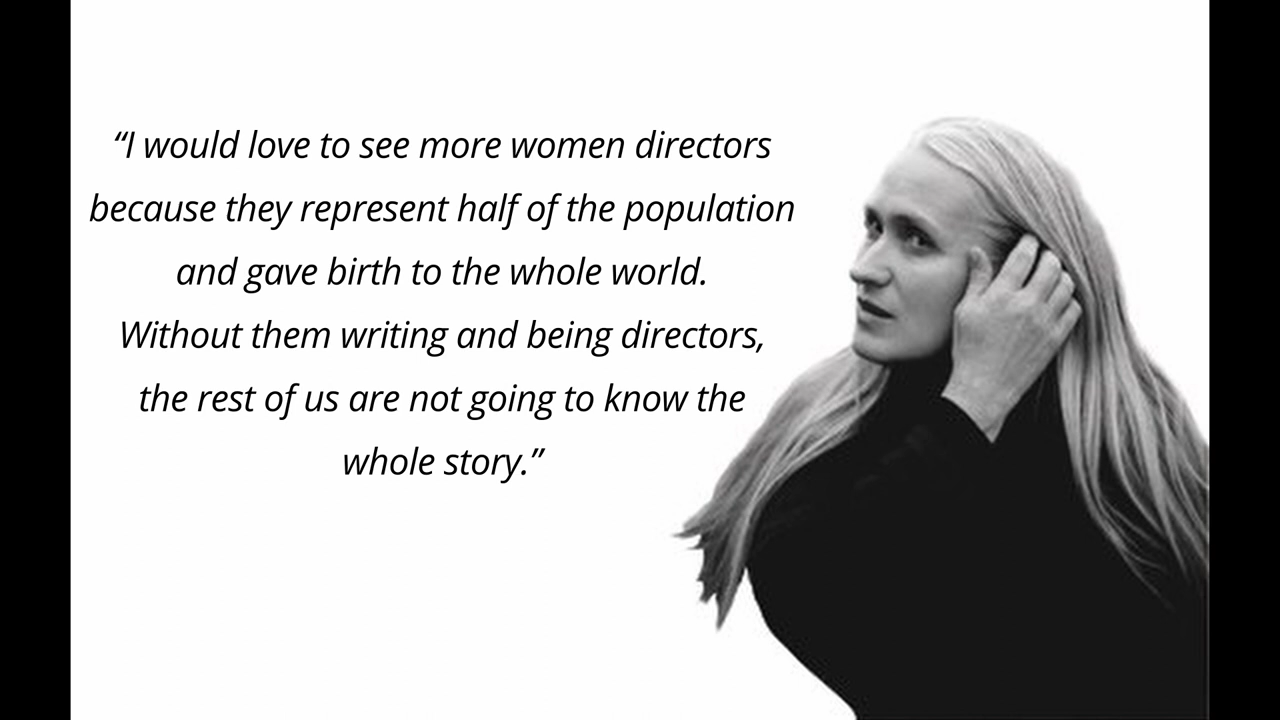 “I would love to see more women directors
because they represent half of the population
and gave birth to the whole world.
Without them writing and being directors,
the rest of us are not going to know the
whole story.”